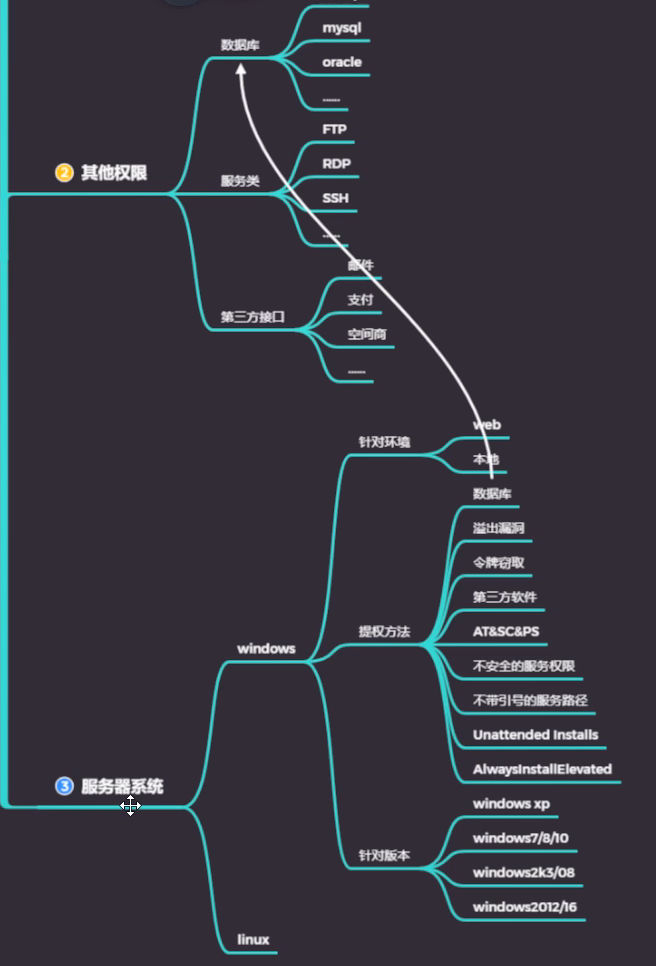 数据库
mysql
oracle
......
② 其他权限
服务类
FTP
RDP
SSH
......
第三方接口
邮件
支付
空间商
......
③ 服务器系统
windows
针对环境
web
本地
提权方法
数据库
溢出漏洞
令牌窃取
第三方软件
AT&SC&PS
不安全的服务权限
不带引号的服务路径
Unattended Installs
AlwaysInstallElevated
针对版本
windows xp
windows7/8/10
windows2k3/08
windows2012/16
linux